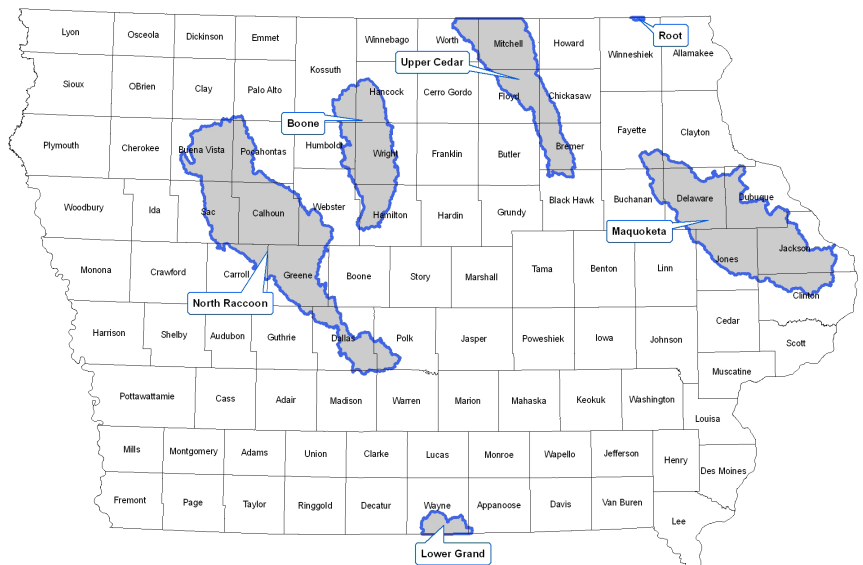 Lyon
Osceola
Dickinson
Emmet
Winnebago
Worth
Mitchell
Howard
Root
Winneshiek
Allamakee
Kossuth
Upper Cedar
Sioux
OBrien
Clay
Palo Alto
Hancock
Cerro Gordo
Floyd
Chickasaw
Boone
Plymouth
Cherokee
Buena Vista
Pocahontas
Humboldt
Wright
Franklin
Butler
Bremer
Fayette
Clayton
Woodbury
Ida
Sac
Calhoun
Webster
Hamilton
Hardin
Grundy
Black Hawk
Buchanan
Delaware
Dubuque
Maquoketa
Monona
Crawford
Carroll
Greene
Boone
Story
Marshall
Tama
Benton
Linn
Jones
Jackson
North Raccoon
Clinton
Harrison
Shelby
Audubon
Guthrie
Dallas
Polk
Jasper
Poweshiek
Iowa
Johnson
Cedar
Scott
Muscatine
Pottawattamie
Cass
Adair
Madison
Warren
Marion
Mahaska
Keokuk
Washington
Louisa
Mills
Montgomery
Adams
Union
Clarke
Lucas
Monroe
Wapello
Jefferson
Henry
Des Moines
Fremont
Page
Taylor
Ringgold
Decatur
Wayne
Appanoose
Davis
Van Buren
Lee
Lower Grand